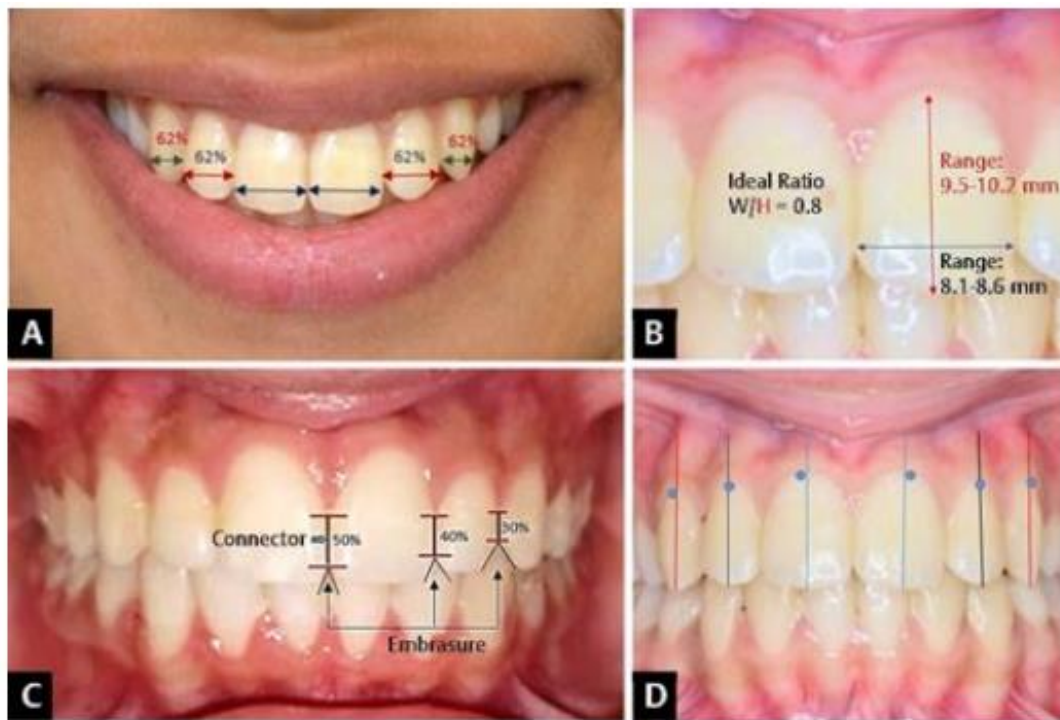 62%
62%
62%
62%
A
Ideal Ratio
W/H = 0.8
Range:
9.5-10.2 mm
Range:
8.1-8.6 mm
B
Connector =
50%
40%
30%
Embrasure
C
D